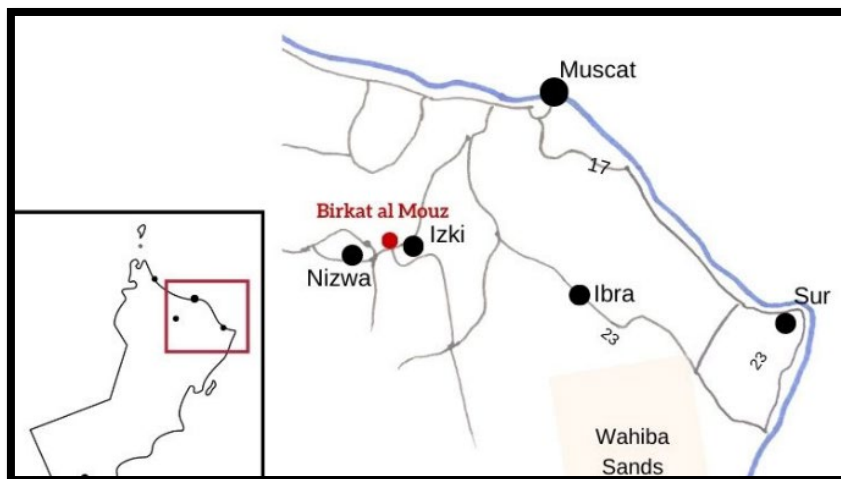 Muscat
17
Birkat al Mouz
Izki
Nizwa
Ibra
Sur
23
23
Wahiba
Sands